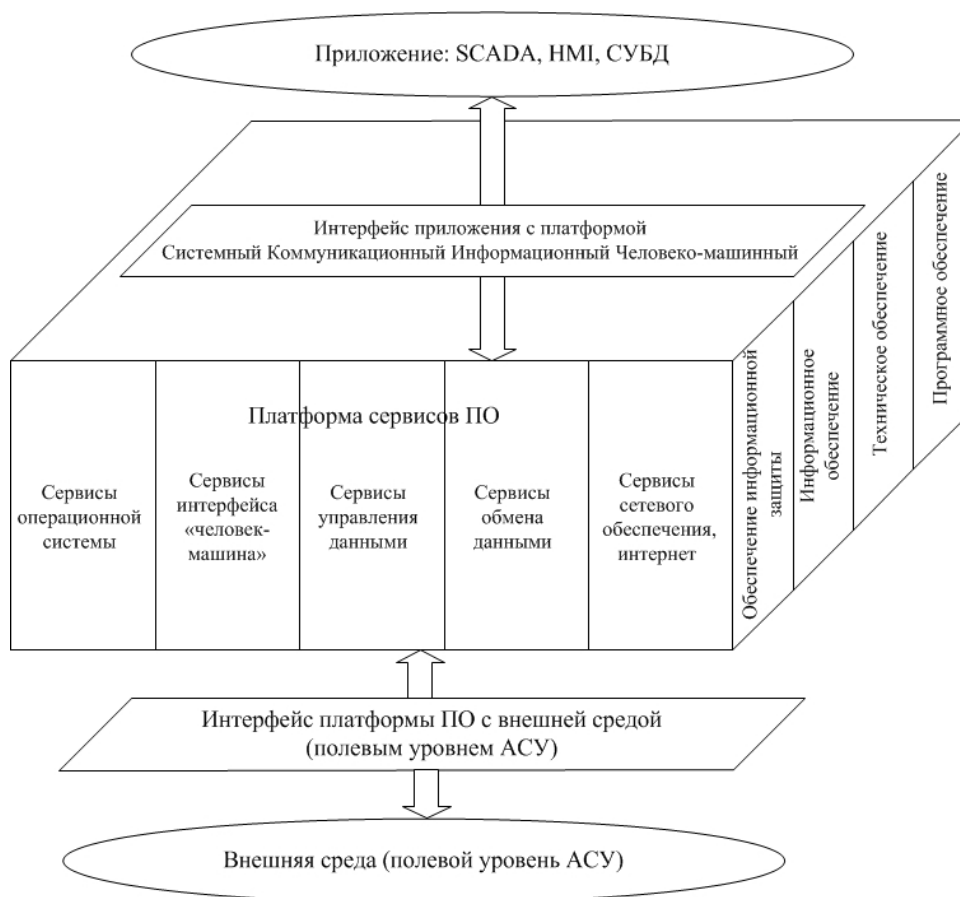 Приложение: SCADA, HMI, СУБД
Интерфейс приложения с платформой
Системный Коммуникационный Информационный Человеко-машинный
Платформа сервисов ПО
Сервисы
операционной
системы
Сервисы
интерфейса
«человек-
машина»
Сервисы
управления
данными
Сервисы
обмена
данными
Сервисы
сетевого
обеспечения,
интернет
Обеспечение информационной
защиты
Информационное
обеспечение
Техническое обеспечение
Программное обеспечение
Интерфейс платформы ПО с внешней средой
(полевым уровнем АСУ)
Внешняя среда (полевой уровень АСУ)